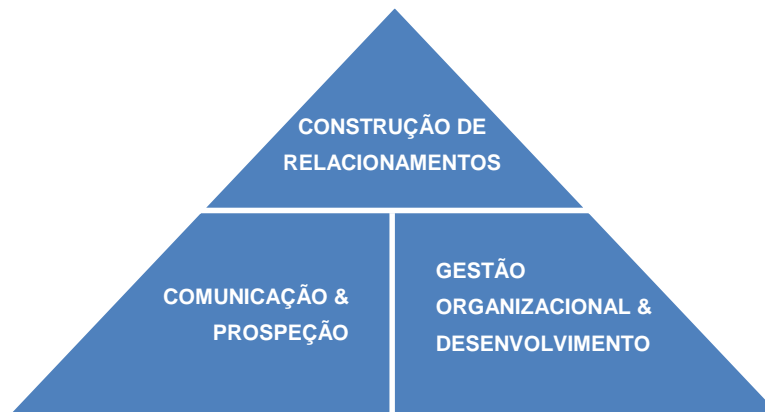 CONSTRUÇÃO DE
RELACIONAMENTOS
COMUNICAÇÃO &
PROSPEÇÃO
GESTÃO
ORGANIZACIONAL &
DESENVOLVIMENTO